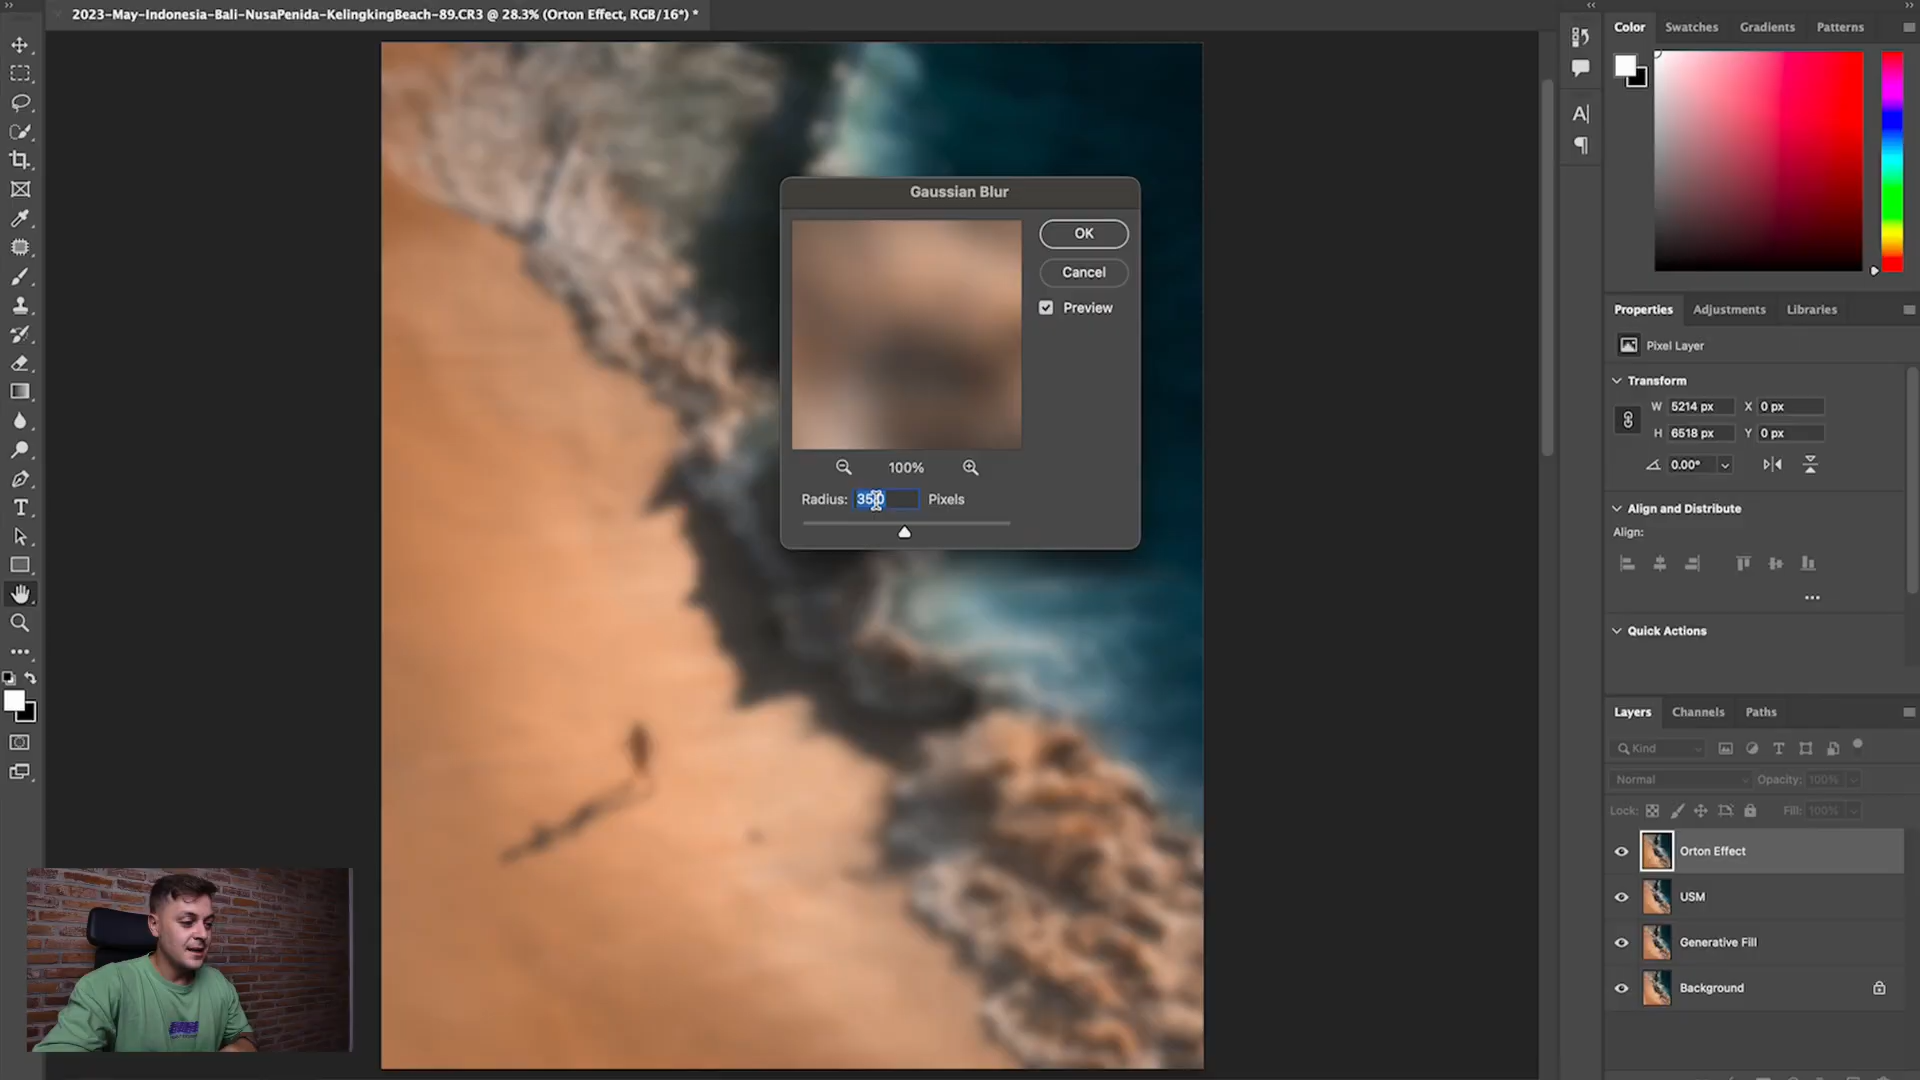 2023-May-Indonesia-Bali-NusaPenida-KelingkingBeach-89.CR3 @ 28.3% (Orton Effect, RGB/16*) *
Color Swatches Gradients Patterns
Gaussian Blur
OK
Cancel
Preview
100%
Radius: 35.0 Pixels
Properties Adjustments Libraries
Pixel Layer
Transform
W 5214 px X 0 px
H 6518 px Y 0 px
0.00°
Align and Distribute
Align:
Quick Actions
Layers Channels Paths
Kind
Normal Opacity: 100%
Lock: Fill: 100%
Orton Effect
USM
Generative Fill
Background